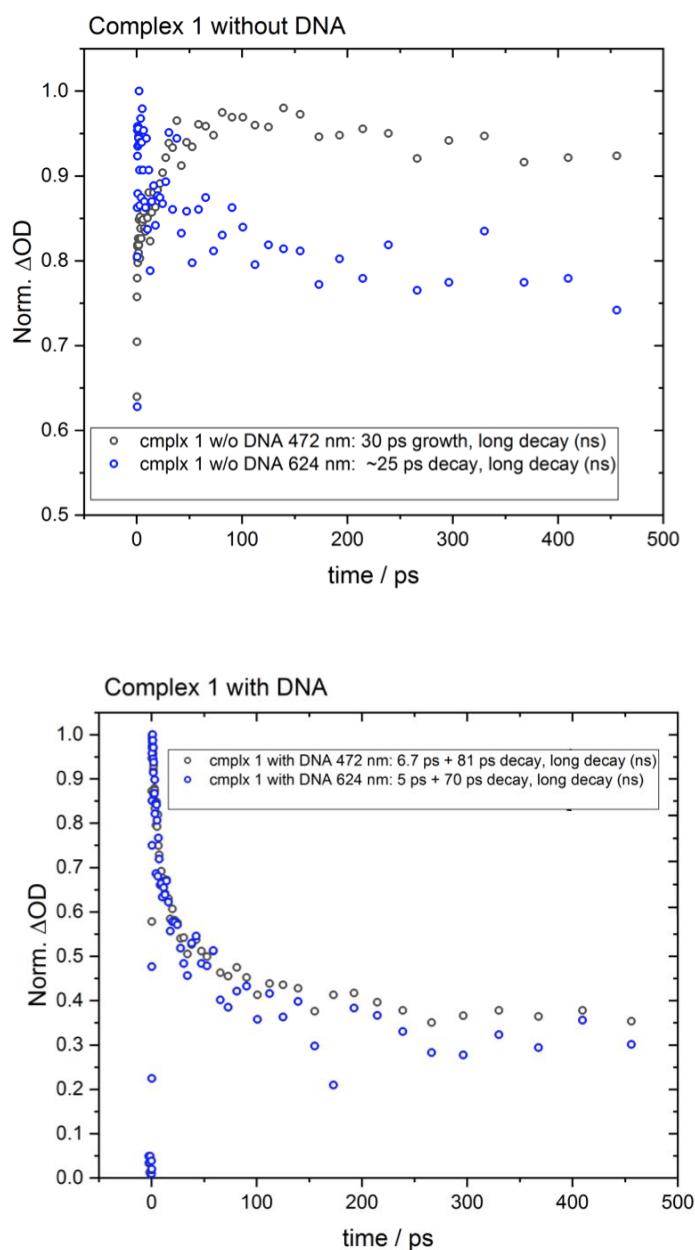 Complex 1 without DNA
1.0
0.9
0.8
0.7
0.6
0.5
Norm. ΔOD
cmplx 1 w/o DNA 472 nm: 30 ps growth, long decay (ns)
cmplx 1 w/o DNA 624 nm:  ~25 ps decay, long decay (ns)
0 100 200 300 400 500
time / ps
Complex 1 with DNA
1.0
0.9
0.8
0.7
0.6
0.5
0.4
0.3
0.2
0.1
0.0
Norm. ΔOD
cmplx 1 with DNA 472 nm: 6.7 ps + 81 ps decay, long decay (ns)
cmplx 1 with DNA 624 nm: 5 ps + 70 ps decay, long decay (ns)
0 100 200 300 400 500
time / ps